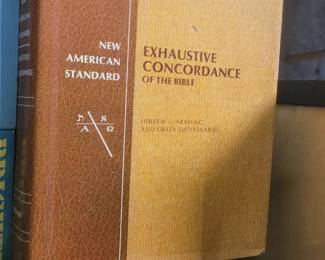 NEW
AMERICAN
STANDARD
EXHAUSTIVE
CONCORDANCE
OF THE BIBLE
ת א
Λ Ω
HEBREW – ARAMAIC
AND GREEK DICTIONARIES